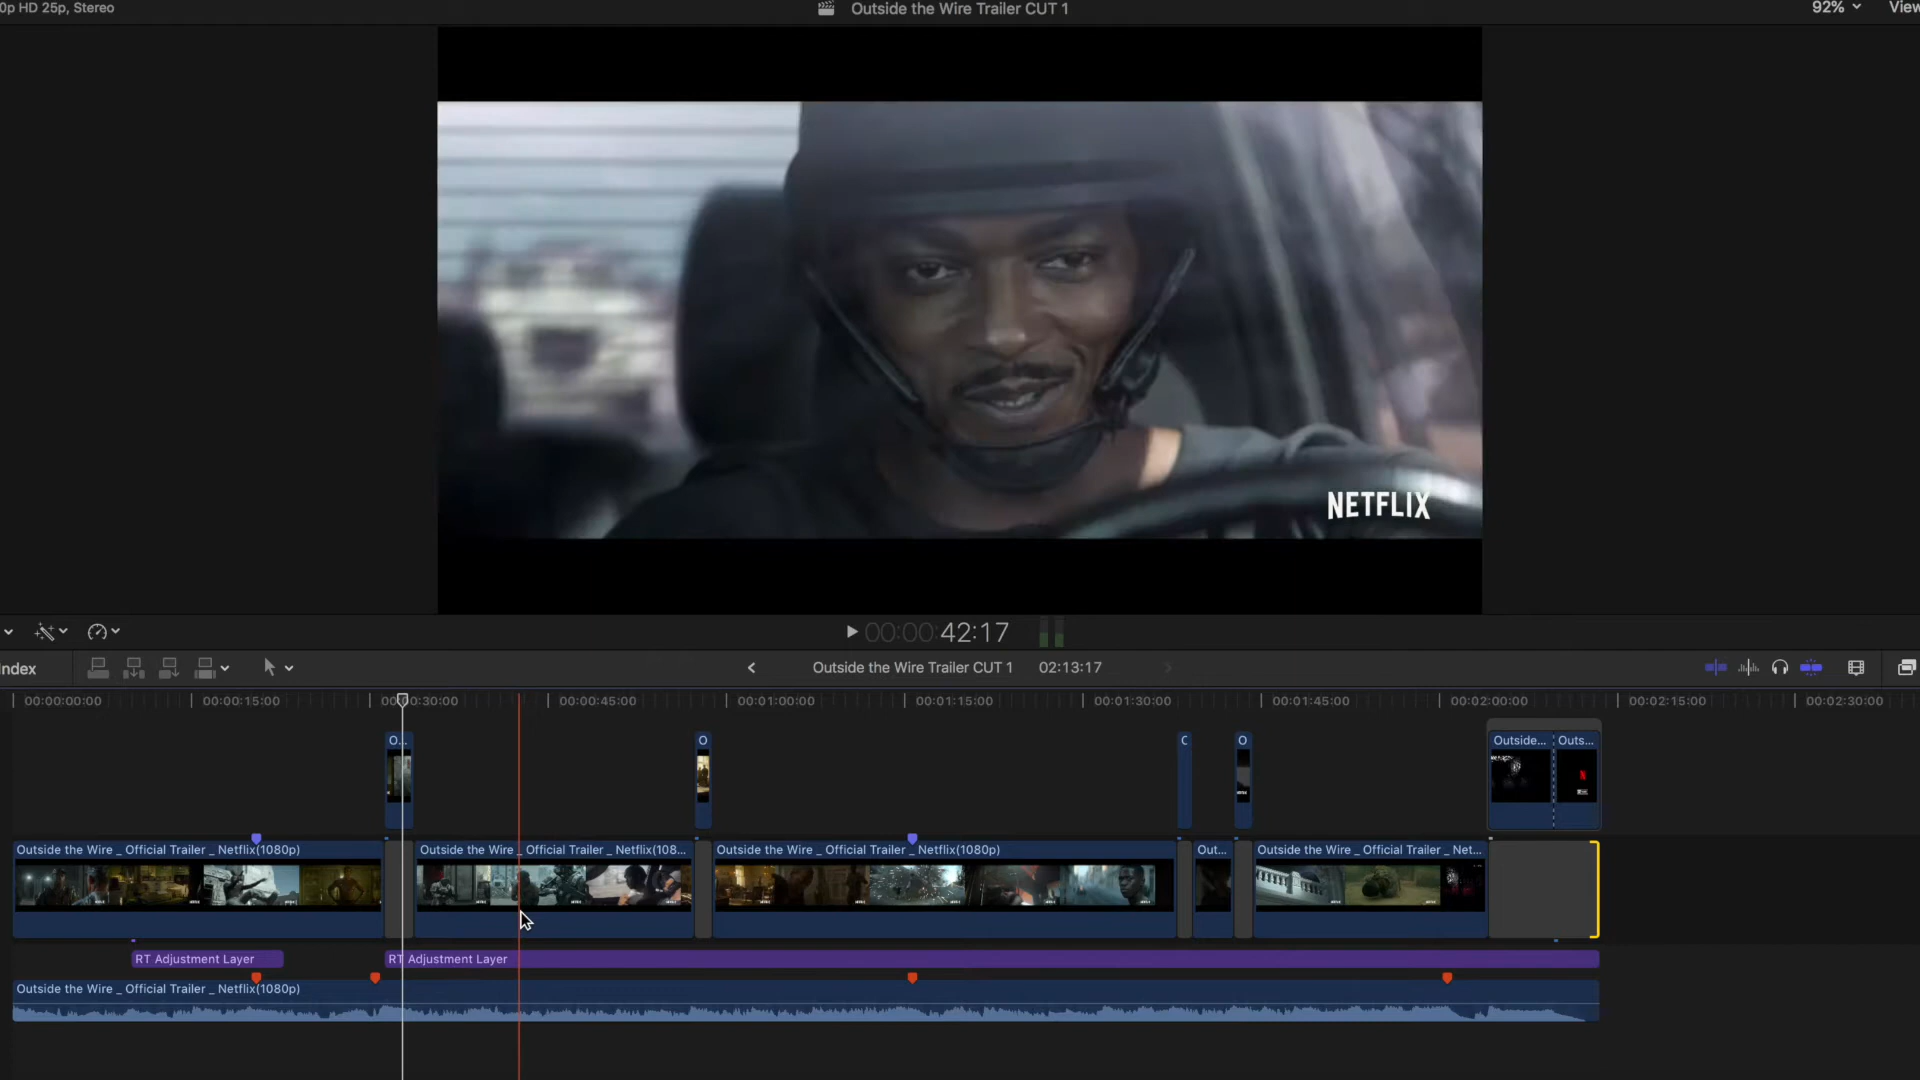 0p HD 25p, Stereo
Outside the Wire Trailer CUT 1
92%
View
NETFLIX
00:00:42:17
Index
Outside the Wire Trailer CUT 1
02:13:17
00:00:00:00
00:00:15:00
00:00:30:00
00:00:45:00
00:01:00:00
00:01:15:00
00:01:30:00
00:01:45:00
00:02:00:00
00:02:15:00
00:02:30:00
O...
O
O
Outside...
Outs...
Outside the Wire _ Official Trailer _ Netflix(1080p)
Outside the Wire _ Official Trailer _ Netflix(108...
Outside the Wire _ Official Trailer _ Netflix(1080p)
Out...
Outside the Wire _ Official Trailer _ Net...
RT Adjustment Layer
RT Adjustment Layer
Outside the Wire _ Official Trailer _ Netflix(1080p)